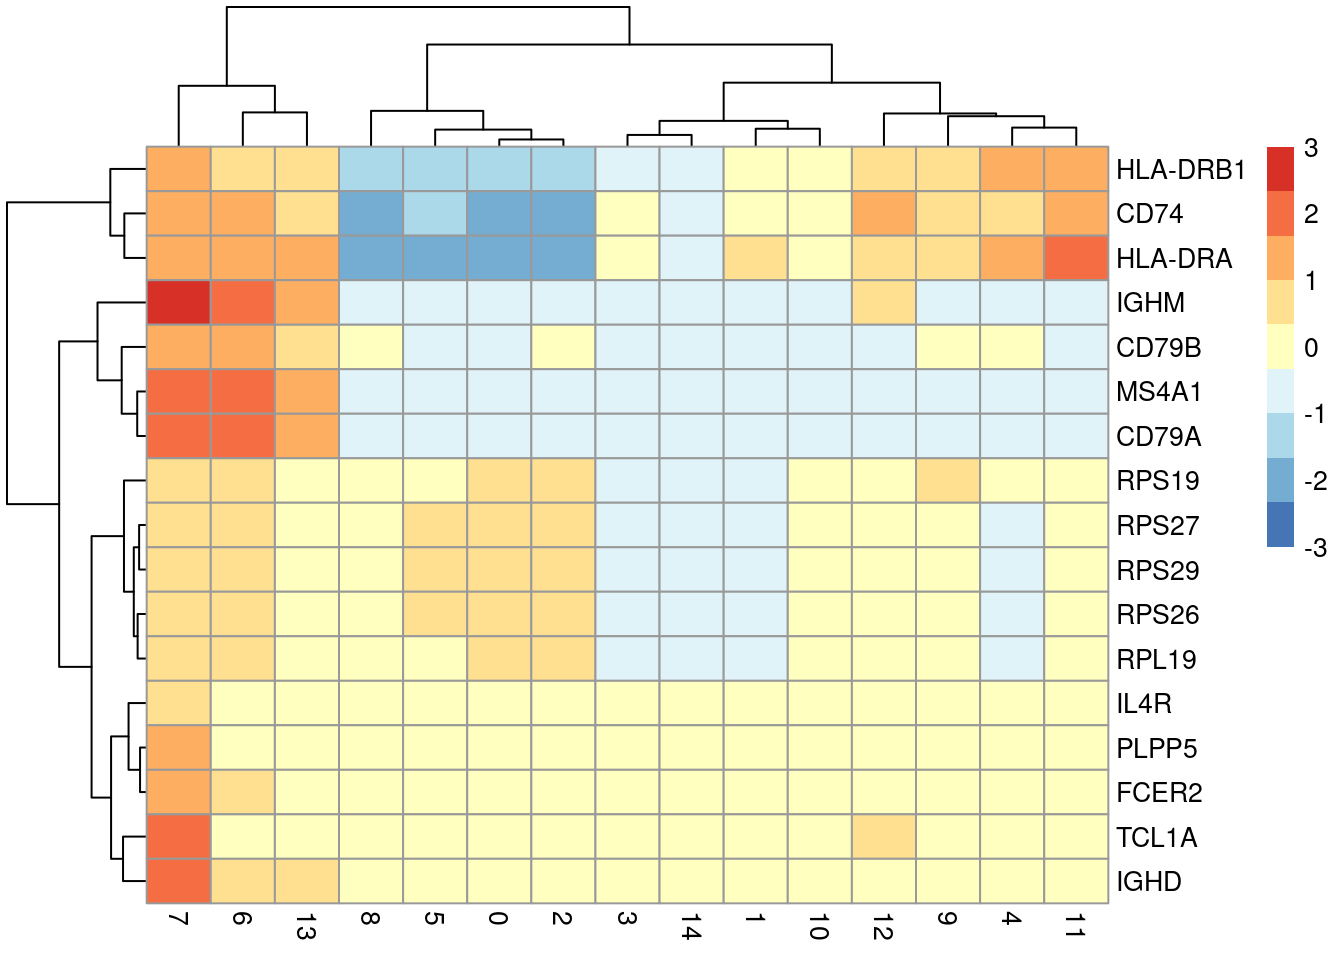 HLA-DRB1
CD74
HLA-DRA
IGHM
CD79B
MS4A1
CD79A
RPS19
RPS27
RPS29
RPS26
RPL19
IL4R
PLPP5
FCER2
TCL1A
IGHD
7 6 13 8 5 0 2 3 14 1 10 12 9 4 11
3
2
1
0
-1
-2
-3